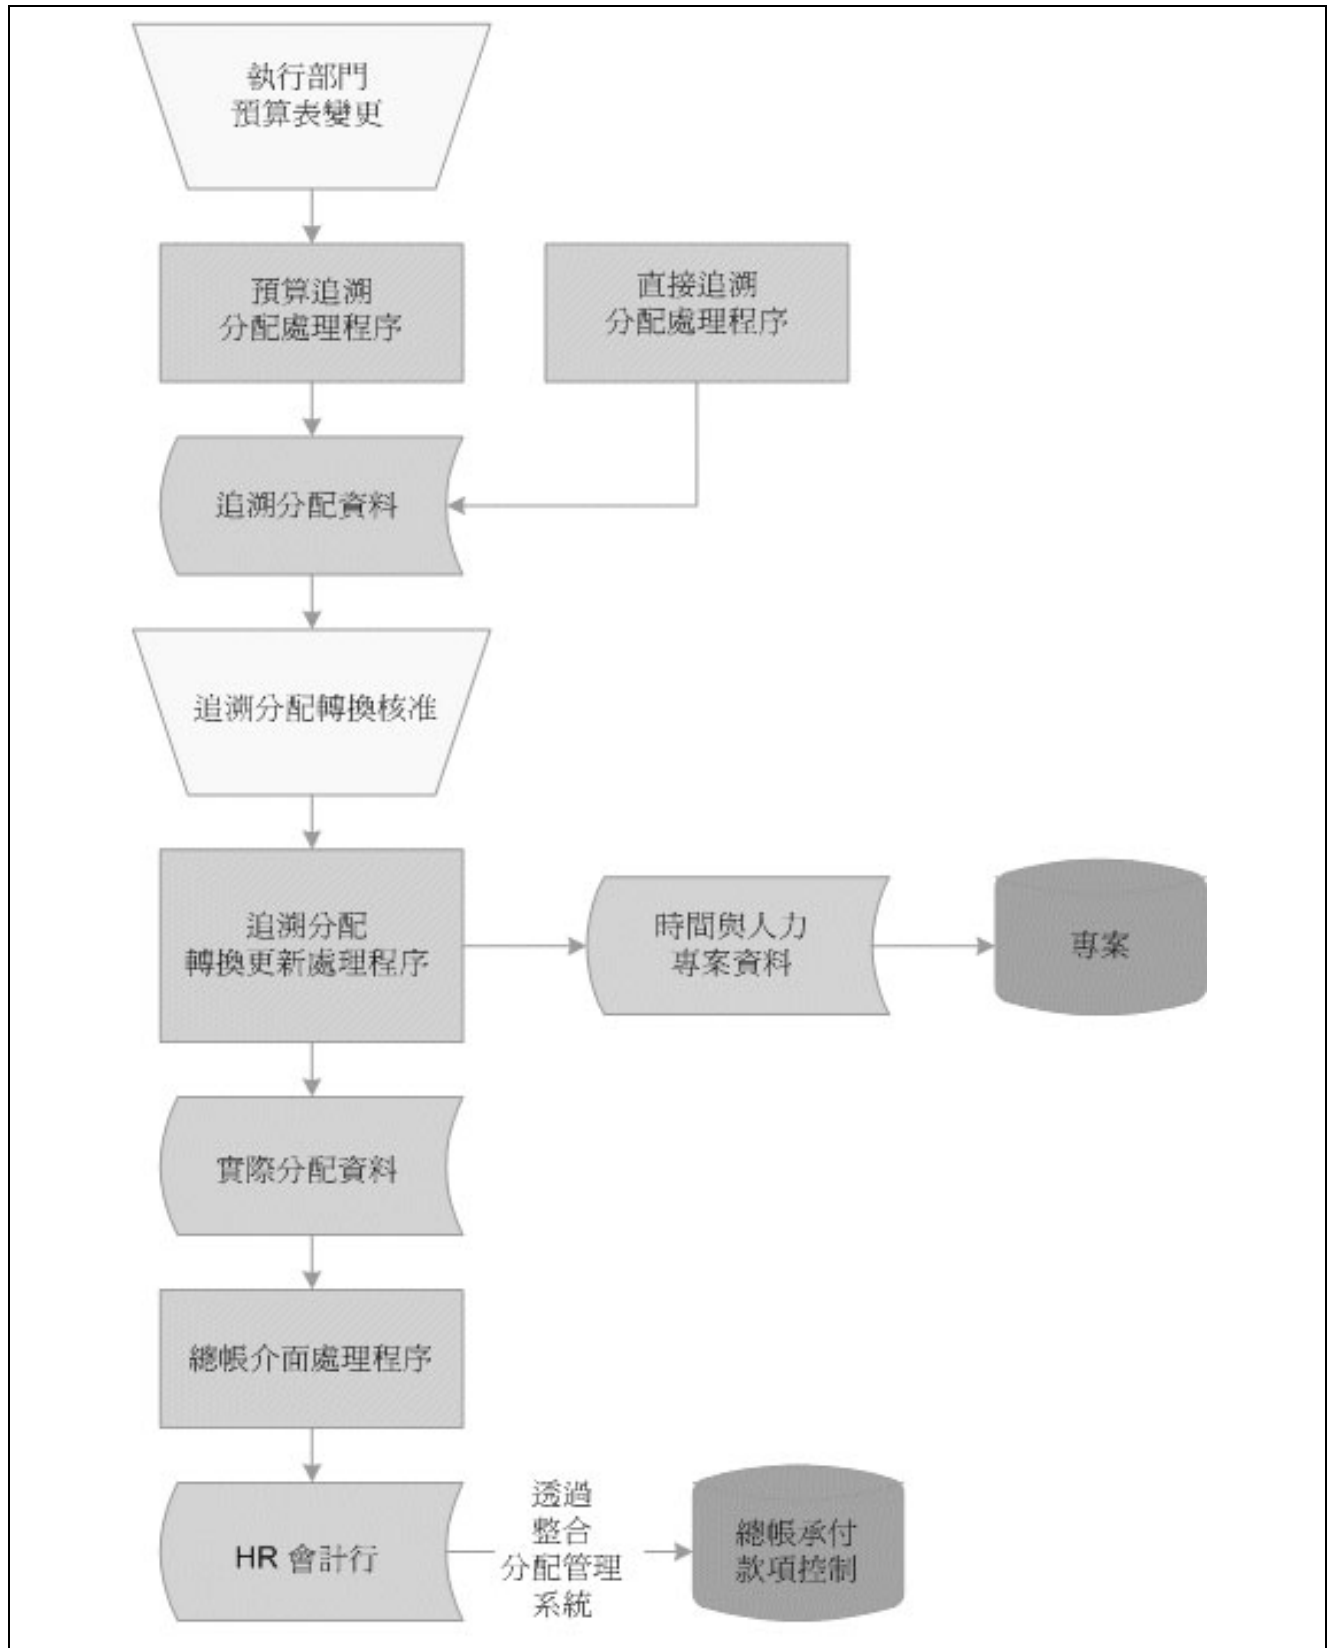 執行部門
預算表變更
預算追溯
分配處理程序
直接追溯
分配處理程序
追溯分配資料
追溯分配轉換核准
追溯分配
轉換更新處理程序
時間與人力
專案資料
專案
實際分配資料
總帳介面處理程序
HR 會計行
透過
整合
分配管理
系統
總帳承付
款項控制